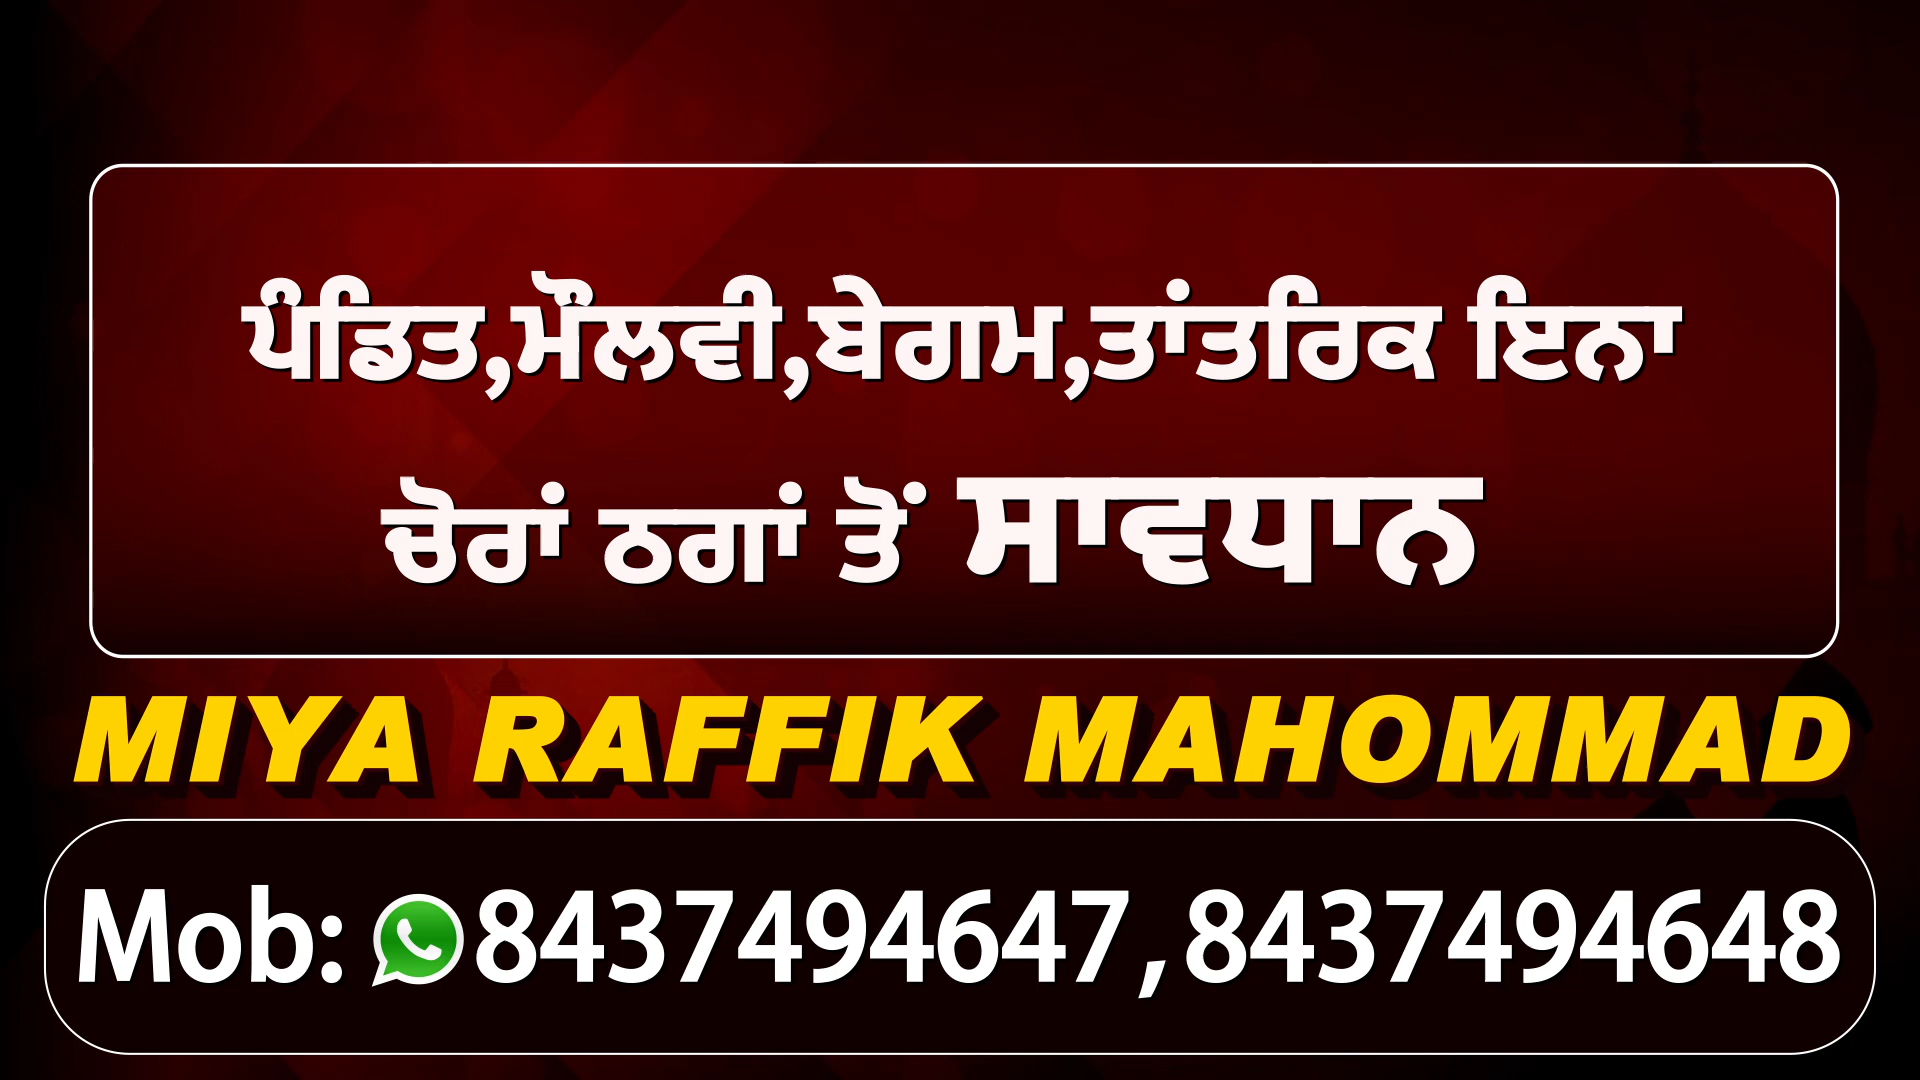 ਪੰਡਿਤ,ਮੌਲਵੀ,ਬੇਗਮ,ਤਾਂਤਰਿਕ ਇਨਾ
ਚੋਰਾਂ ਠਗਾਂ ਤੋਂ ਸਾਵਧਾਨ
MIYA RAFFIK MAHOMMAD
Mob: 8437494647, 8437494648